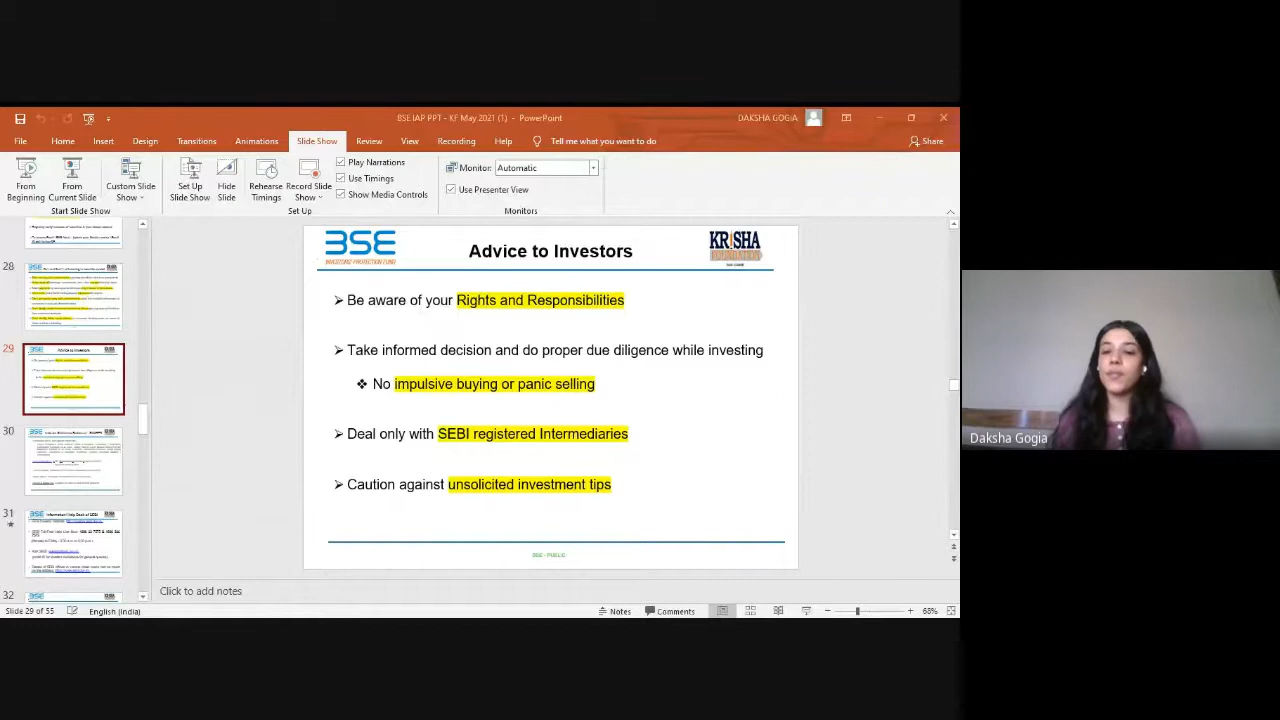 BSE IAP PPT - KF May 2021 (1) - PowerPoint
DAKSHA GOGIA
File
Home
Insert
Design
Transitions
Animations
Slide Show
Review
View
Recording
Help
Tell me what you want to do
Share
From Beginning
From Current Slide
Custom Slide Show
Set Up Slide Show
Hide Slide
Rehearse Timings
Record Slide Show
Play Narrations
Use Timings
Show Media Controls
Monitor: Automatic
Use Presenter View
Start Slide Show
Set Up
Monitors
28
29
30
31
32
BSE
INVESTORS PROTECTION FUND
Advice to Investors
KRISHA
FOUNDATION
Be aware of your Rights and Responsibilities
Take informed decision and do proper due diligence while investing
No impulsive buying or panic selling
Deal only with SEBI registered Intermediaries
Caution against unsolicited investment tips
BSE - PUBLIC
Click to add notes
Slide 29 of 55
English (India)
Notes
Comments
68%
Daksha Gogia